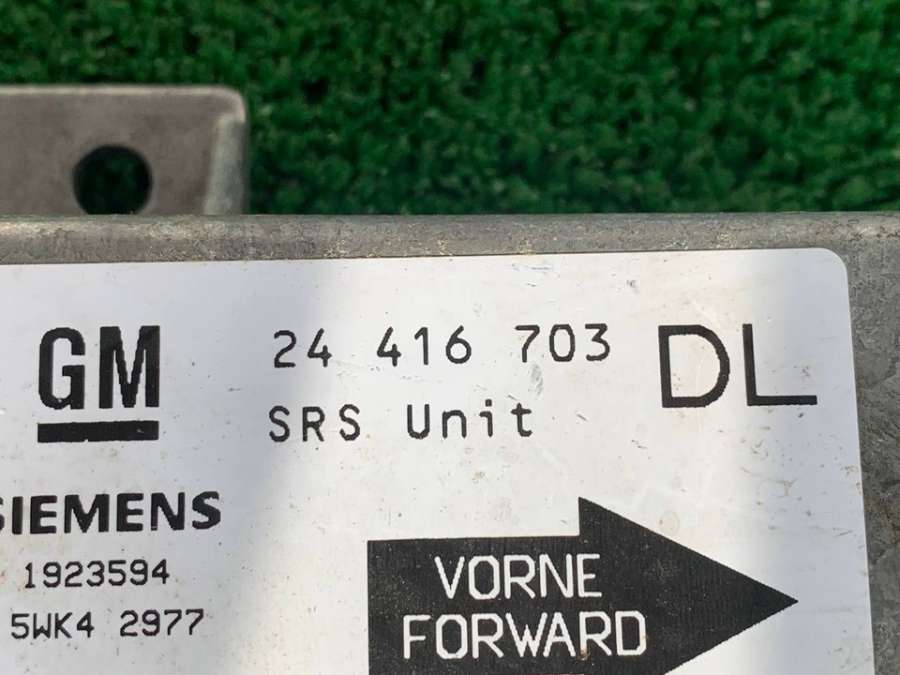 GM
24 416 703
DL
SRS Unit
SIEMENS
1923594
5WK4 2977
VORNE
FORWARD